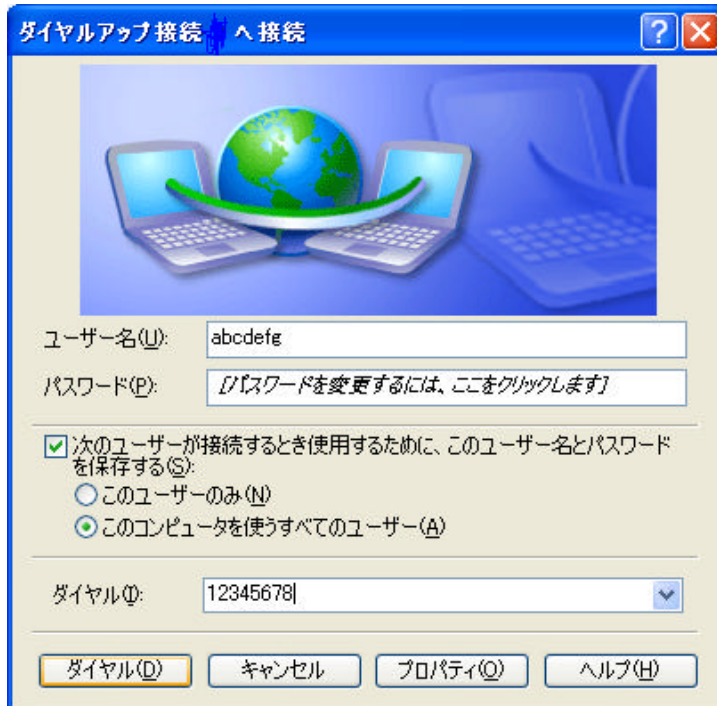 ダイヤルアップ接続 へ接続
ユーザー名(U): abcdefg
パスワード(P): [パスワードを変更するには、ここをクリックします]
次のユーザーが接続するとき使用するために、このユーザー名とパスワード
を保存する(S):
このユーザーのみ(N)
このコンピュータを使うすべてのユーザー(A)
ダイヤル(I): 12345678
ダイヤル(D) キャンセル プロパティ(O) ヘルプ(H)